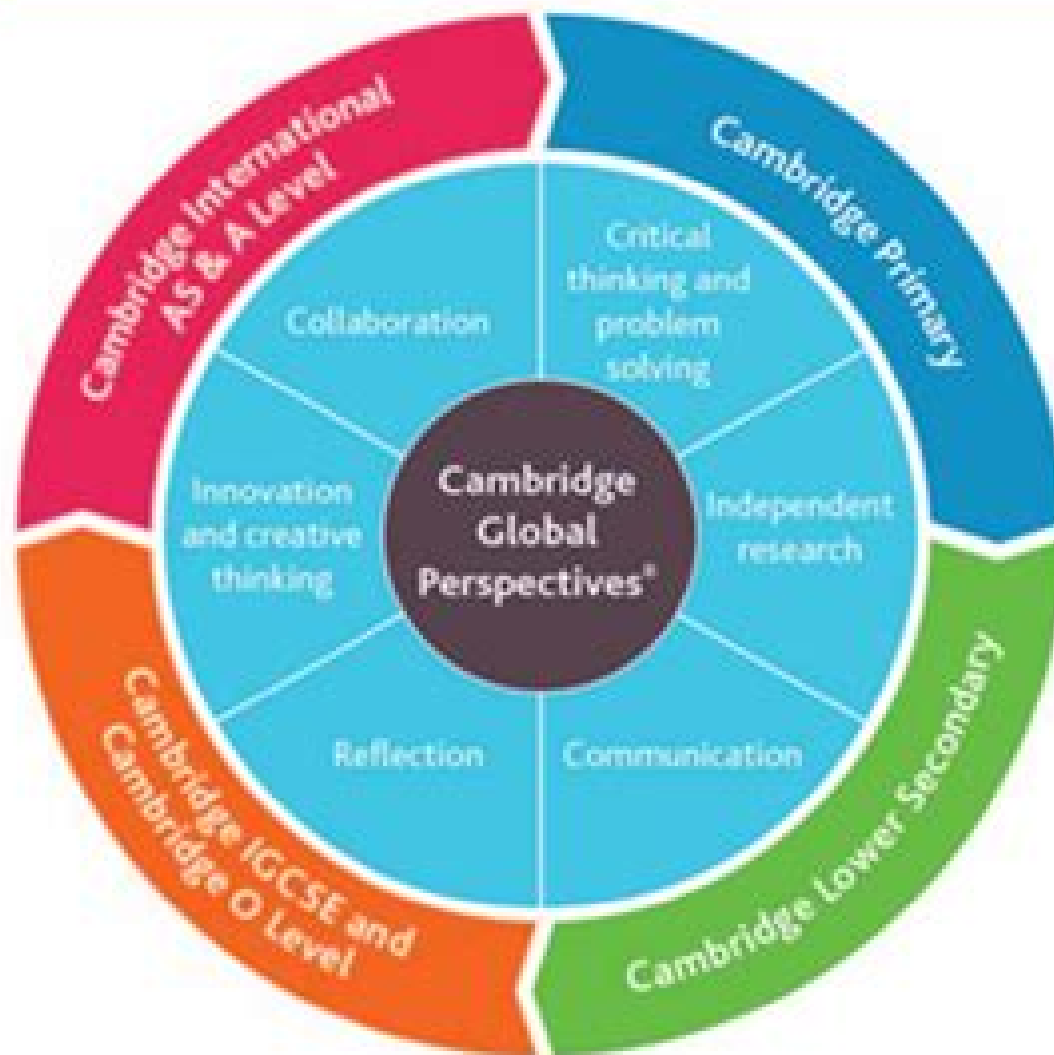 Cambridge International
AS & A Level
Cambridge Primary
Cambridge Lower Secondary
Cambridge IGCSE and
Cambridge O Level
Collaboration
Critical
thinking and
problem
solving
Independent
research
Communication
Reflection
Innovation
and creative
thinking
Cambridge
Global
Perspectives®